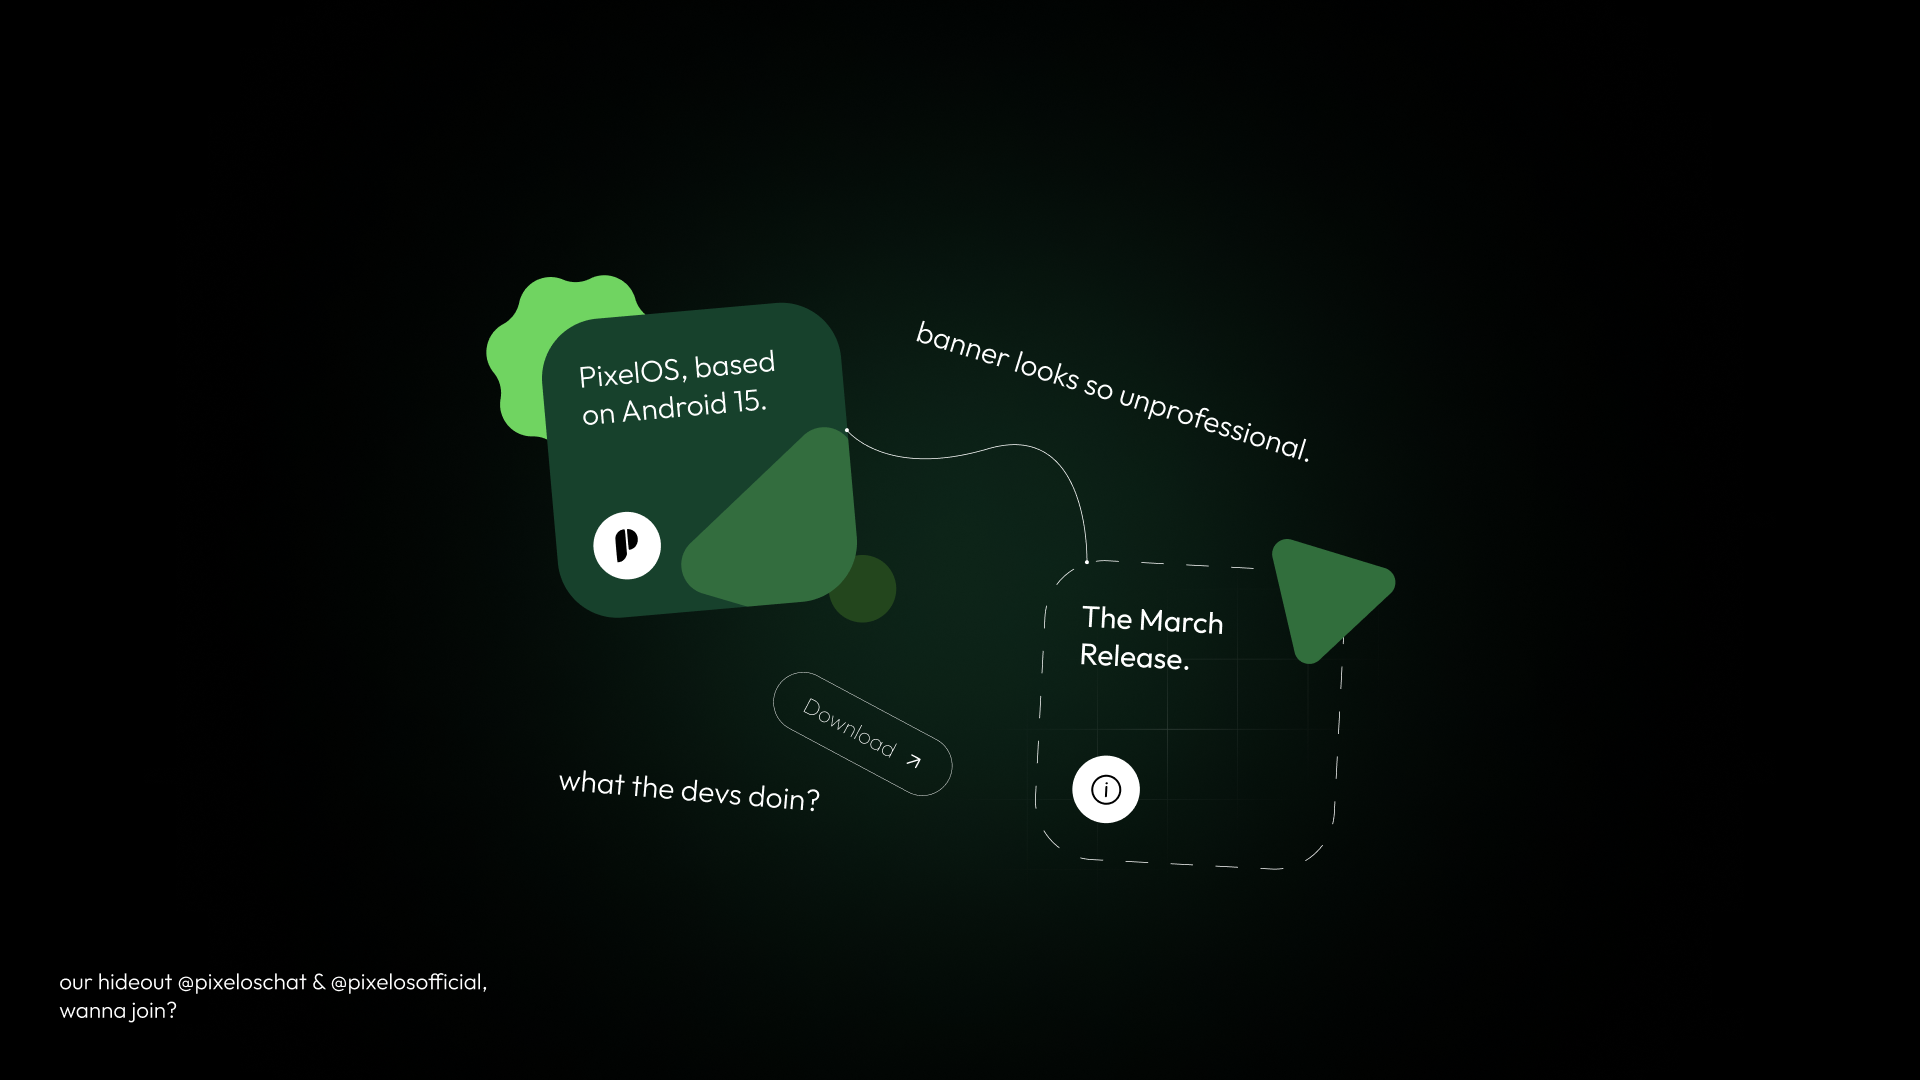 PixelOS, based
on Android 15.
banner looks so unprofessional.
The March
Release.
Download
what the devs doin?
our hideout @pixeloschat & @pixelosofficial,
wanna join?